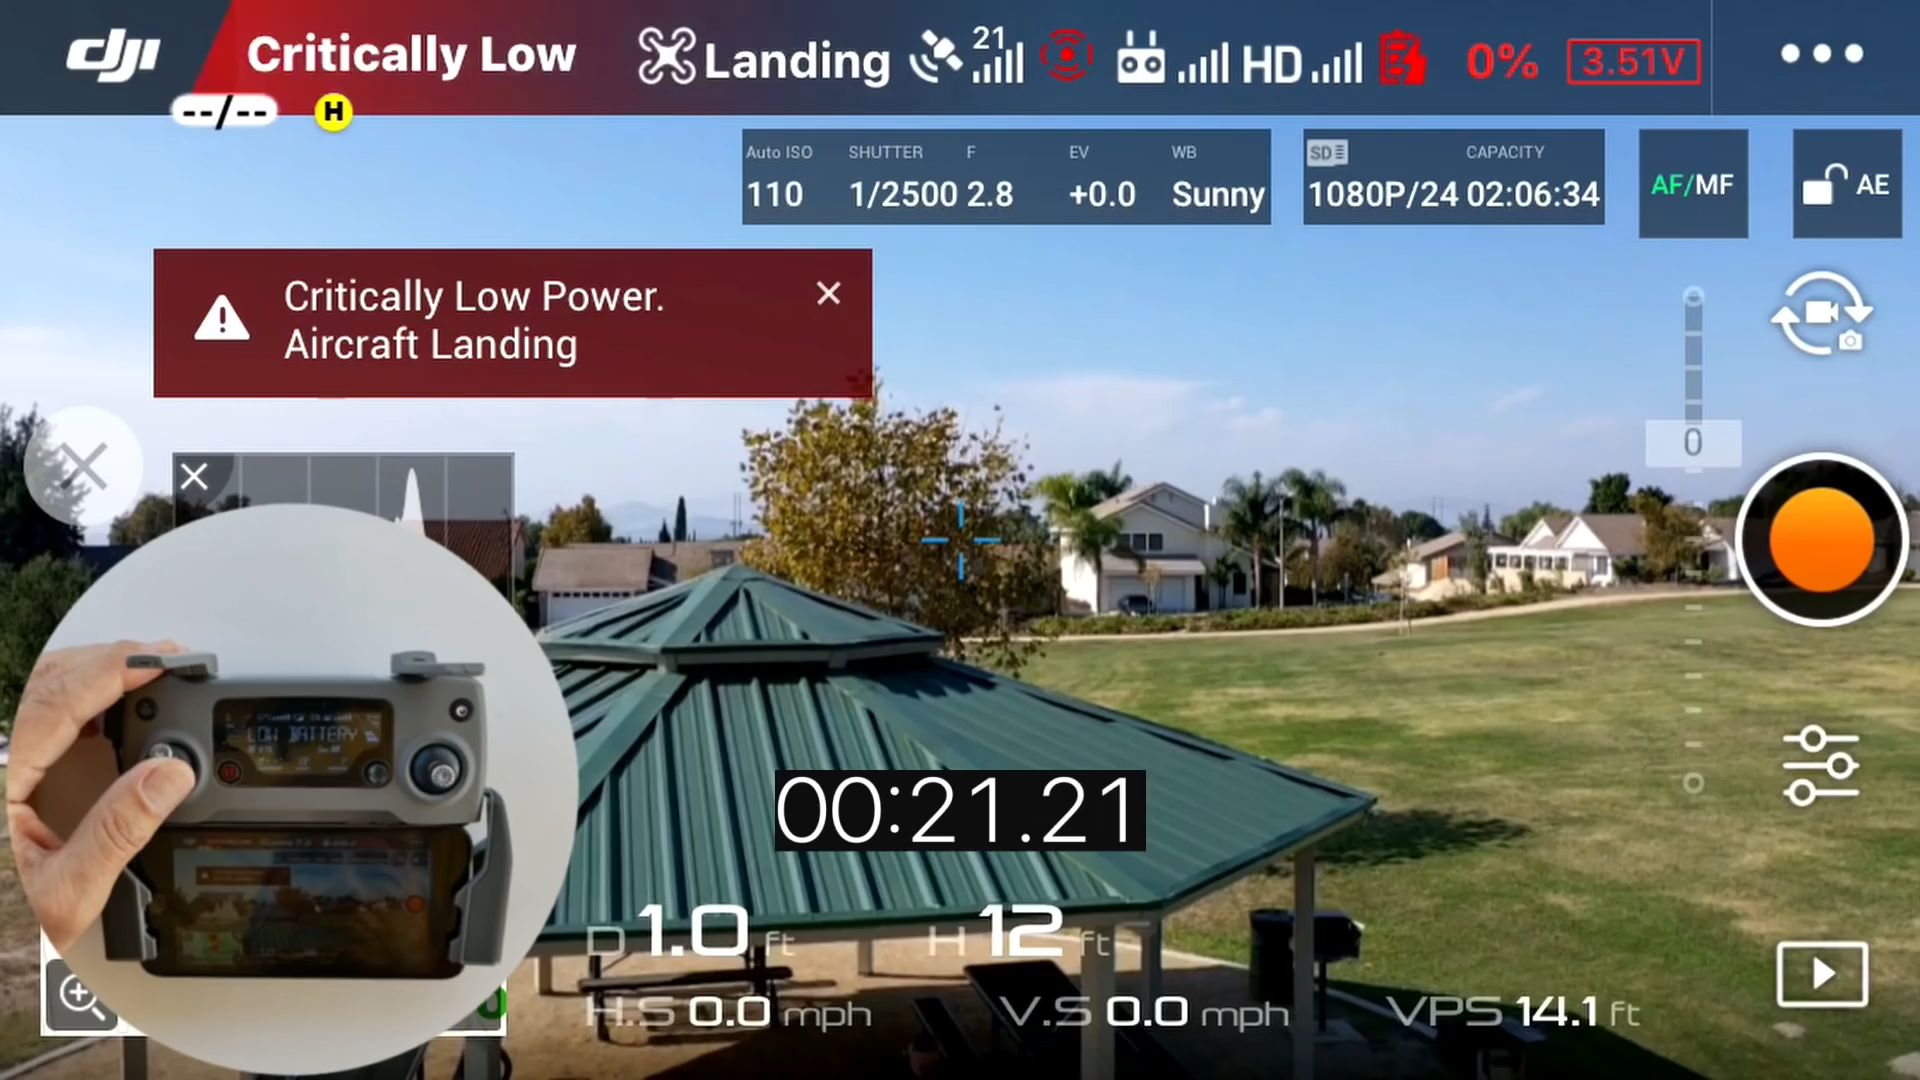 dji Critically Low Landing 21 HD 0% 3.51V
--/-- H
Auto ISO SHUTTER F EV WB CAPACITY
110 1/2500 2.8 +0.0 Sunny 1080P/24 02:06:34
SD
AF/MF
AE
Critically Low Power.
Aircraft Landing
0
LOW BATTERY
00:21.21
D 1.0 ft H 12 ft
H.S 0.0 mph V.S 0.0 mph VPS 14.1 ft